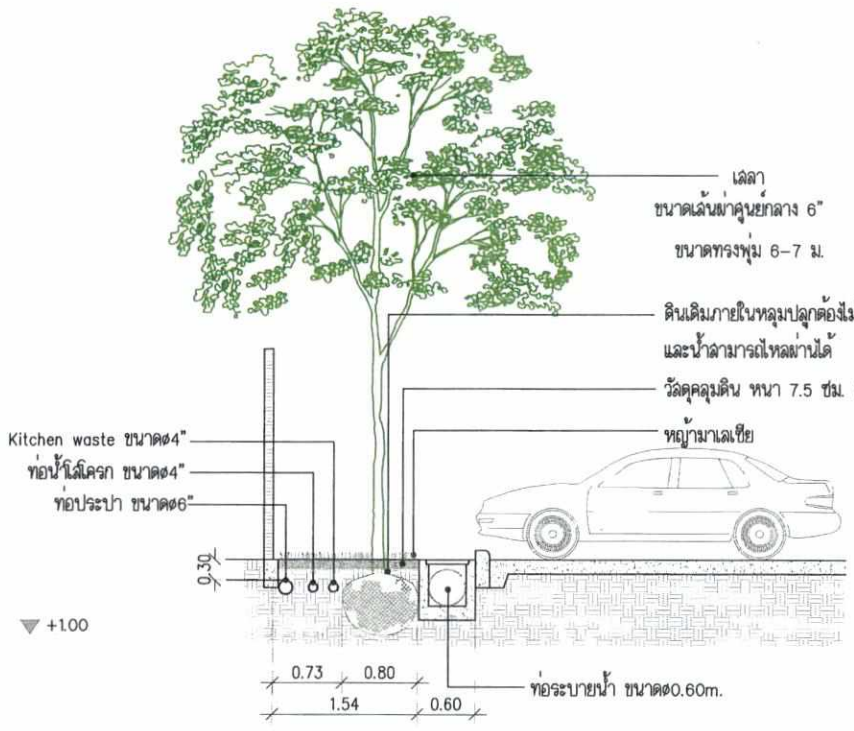 เสลา
ขนาดเส้นผ่าศูนย์กลาง 6"
ขนาดทรงพุ่ม 6-7 ม.
ดินเดิมภายในหลุมปลูกต้องไม
และน้ำสามารถไหลผ่านได้
วัสดุคลุมดิน หนา 7.5 ซม.
หญ้ามาเลเซีย
Kitchen waste ขนาดø4"
ท่อน้ำโสโครก ขนาดø4"
ท่อประปา ขนาดø6"
0.30
+1.00
0.73
0.80
1.54
0.60
ท่อระบายน้ำ ขนาดø0.60m.